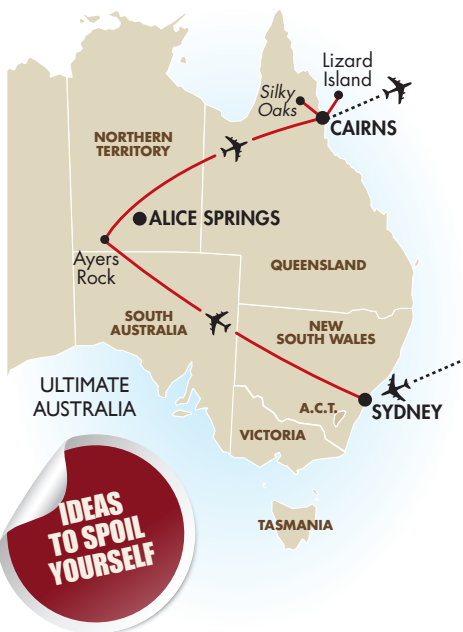 Lizard
Island
Silky
Oaks
CAIRNS
NORTHERN
TERRITORY
ALICE SPRINGS
Ayers
Rock
QUEENSLAND
SOUTH
AUSTRALIA
NEW
SOUTH WALES
ULTIMATE
AUSTRALIA
A.C.T.
SYDNEY
VICTORIA
IDEAS
TO SPOIL
YOURSELF
TASMANIA